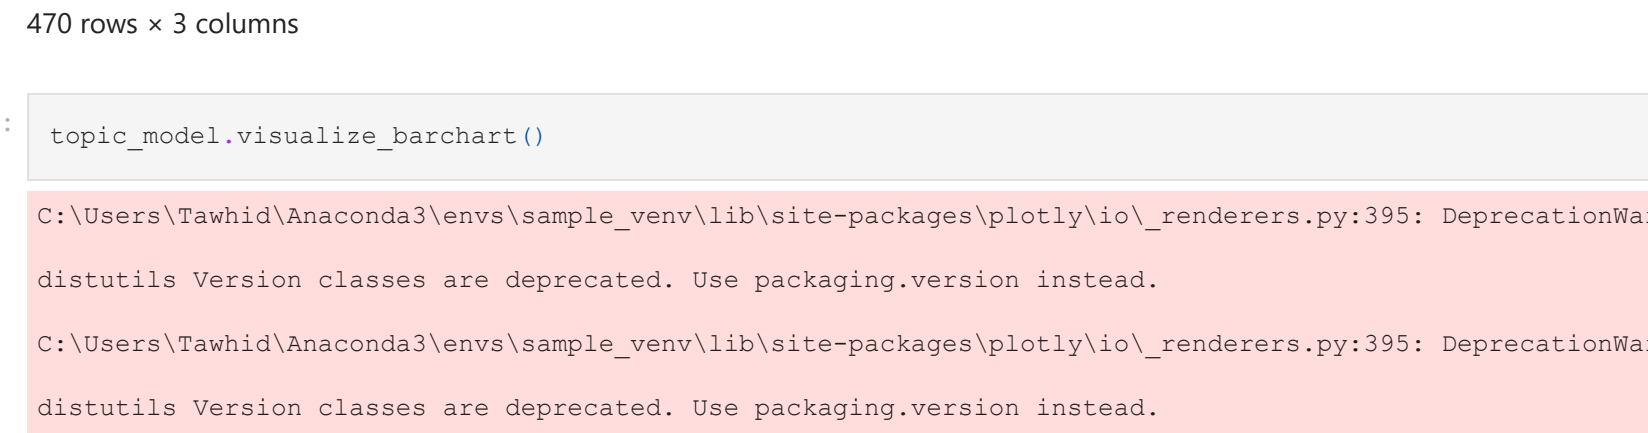 470 rows × 3 columns
:
topic_model.visualize_barchart()
C:\Users\Tawhid\Anaconda3\envs\sample_venv\lib\site-packages\plotly\io\_renderers.py:395:
distutils Version classes are deprecated. Use packaging.version instead.
C:\Users\Tawhid\Anaconda3\envs\sample_venv\lib\site-packages\plotly\io\_renderers.py:395:
distutils Version classes are deprecated. Use packaging.version instead.